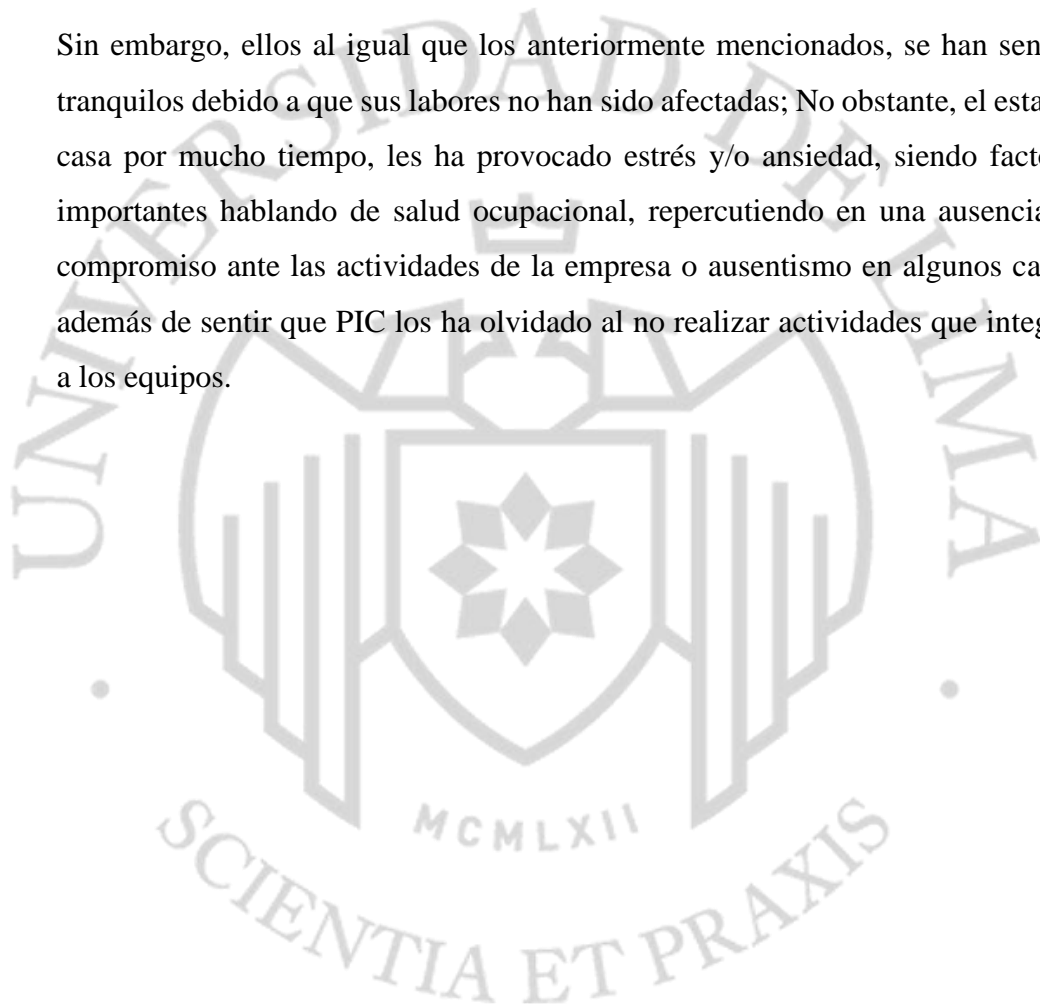 Sin embargo, ellos al igual que los anteriormente mencionados, se han sen
tranquilos debido a que sus labores no han sido afectadas; No obstante, el esta
casa por mucho tiempo, les ha provocado estrés y/o ansiedad, siendo facto
importantes hablando de salud ocupacional, repercutiendo en una ausencia
compromiso ante las actividades de la empresa o ausentismo en algunos ca
además de sentir que PIC los ha olvidado al no realizar actividades que integ
a los equipos.
UNIVERSIDAD DE LIMA
MCMLXII
SCIENTIA ET PRAXIS